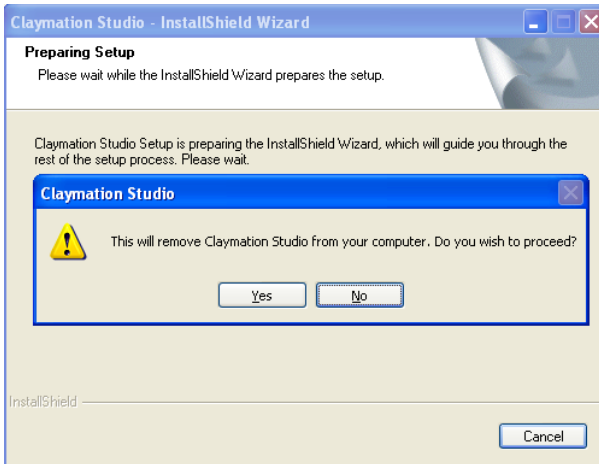 Claymation Studio - InstallShield Wizard
Preparing Setup
Please wait while the InstallShield Wizard prepares the setup.
Claymation Studio Setup is preparing the InstallShield Wizard, which will guide you through the
rest of the setup process. Please wait.
Claymation Studio
This will remove Claymation Studio from your computer. Do you wish to proceed?
Yes
No
InstallShield
Cancel